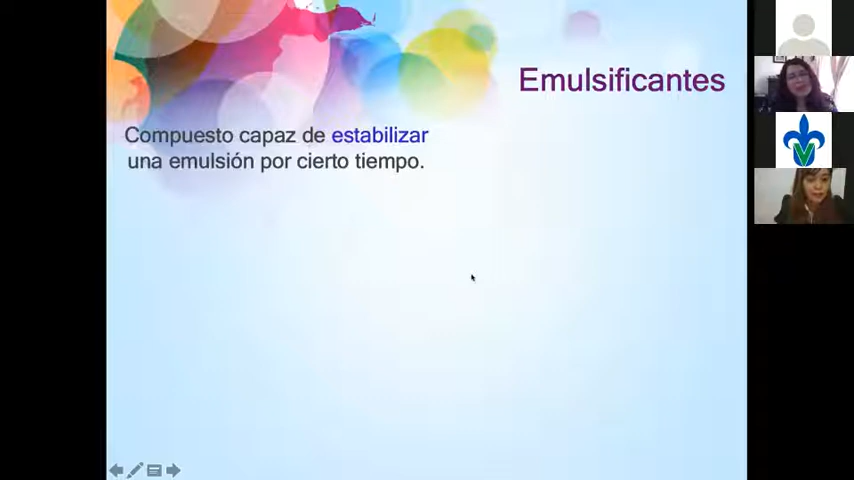 Emulsificantes
Compuesto capaz de estabilizar
una emulsión por cierto tiempo.